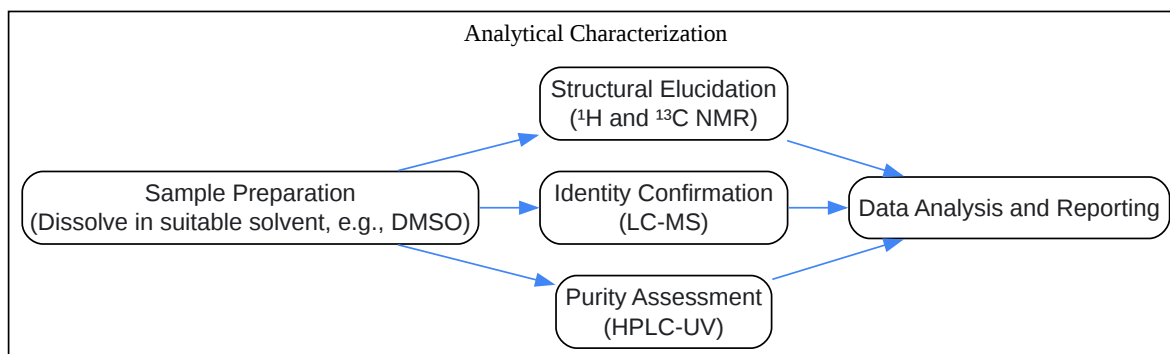 Analytical Characterization
Structural Elucidation
(¹H and ¹³C NMR)
Sample Preparation
(Dissolve in suitable solvent, e.g., DMSO)
Identity Confirmation
(LC-MS)
Data Analysis and Reporting
Purity Assessment
(HPLC-UV)